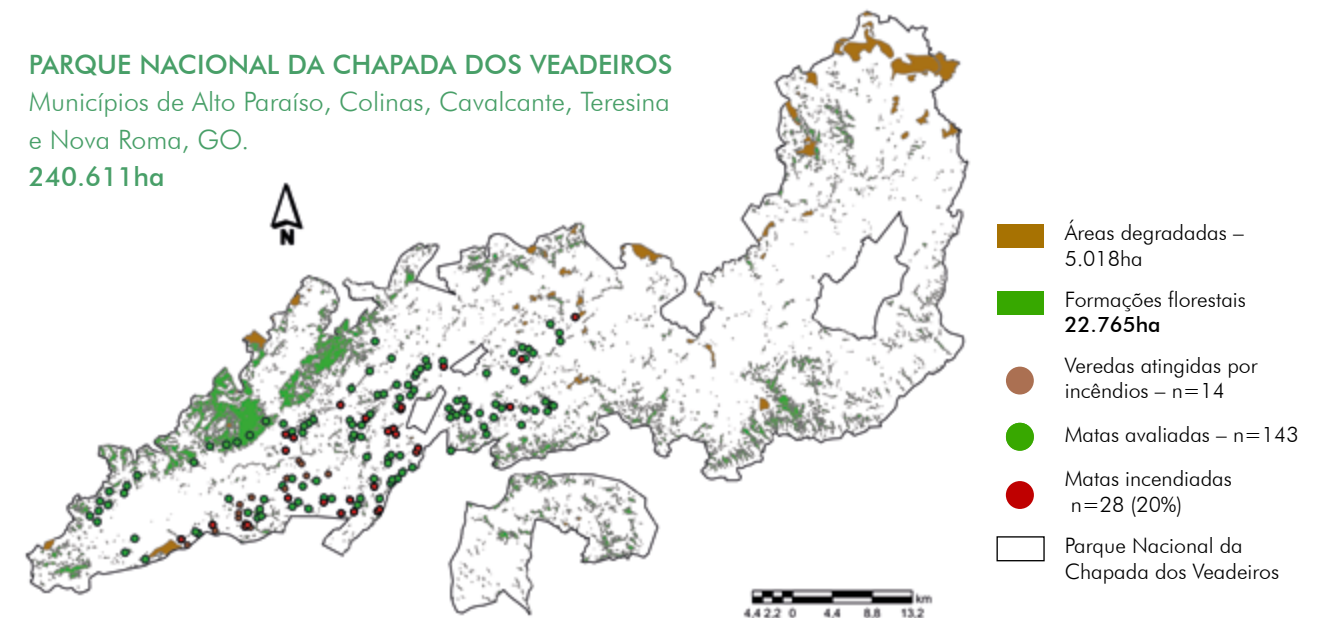 PARQUE NACIONAL DA CHAPADA DOS VEADEIROS
Municípios de Alto Paraíso, Colinas, Cavalcante, Teresina
e Nova Roma, GO.
240.611ha
N
Áreas degradadas –
5.018ha
Formações florestais
22.765ha
Veredas atingidas por
incêndios – n=14
Matas avaliadas – n=143
Matas incendiadas
n=28 (20%)
Parque Nacional da
Chapada dos Veadeiros
km
4.4 2.2 0 4.4 8.8 13.2